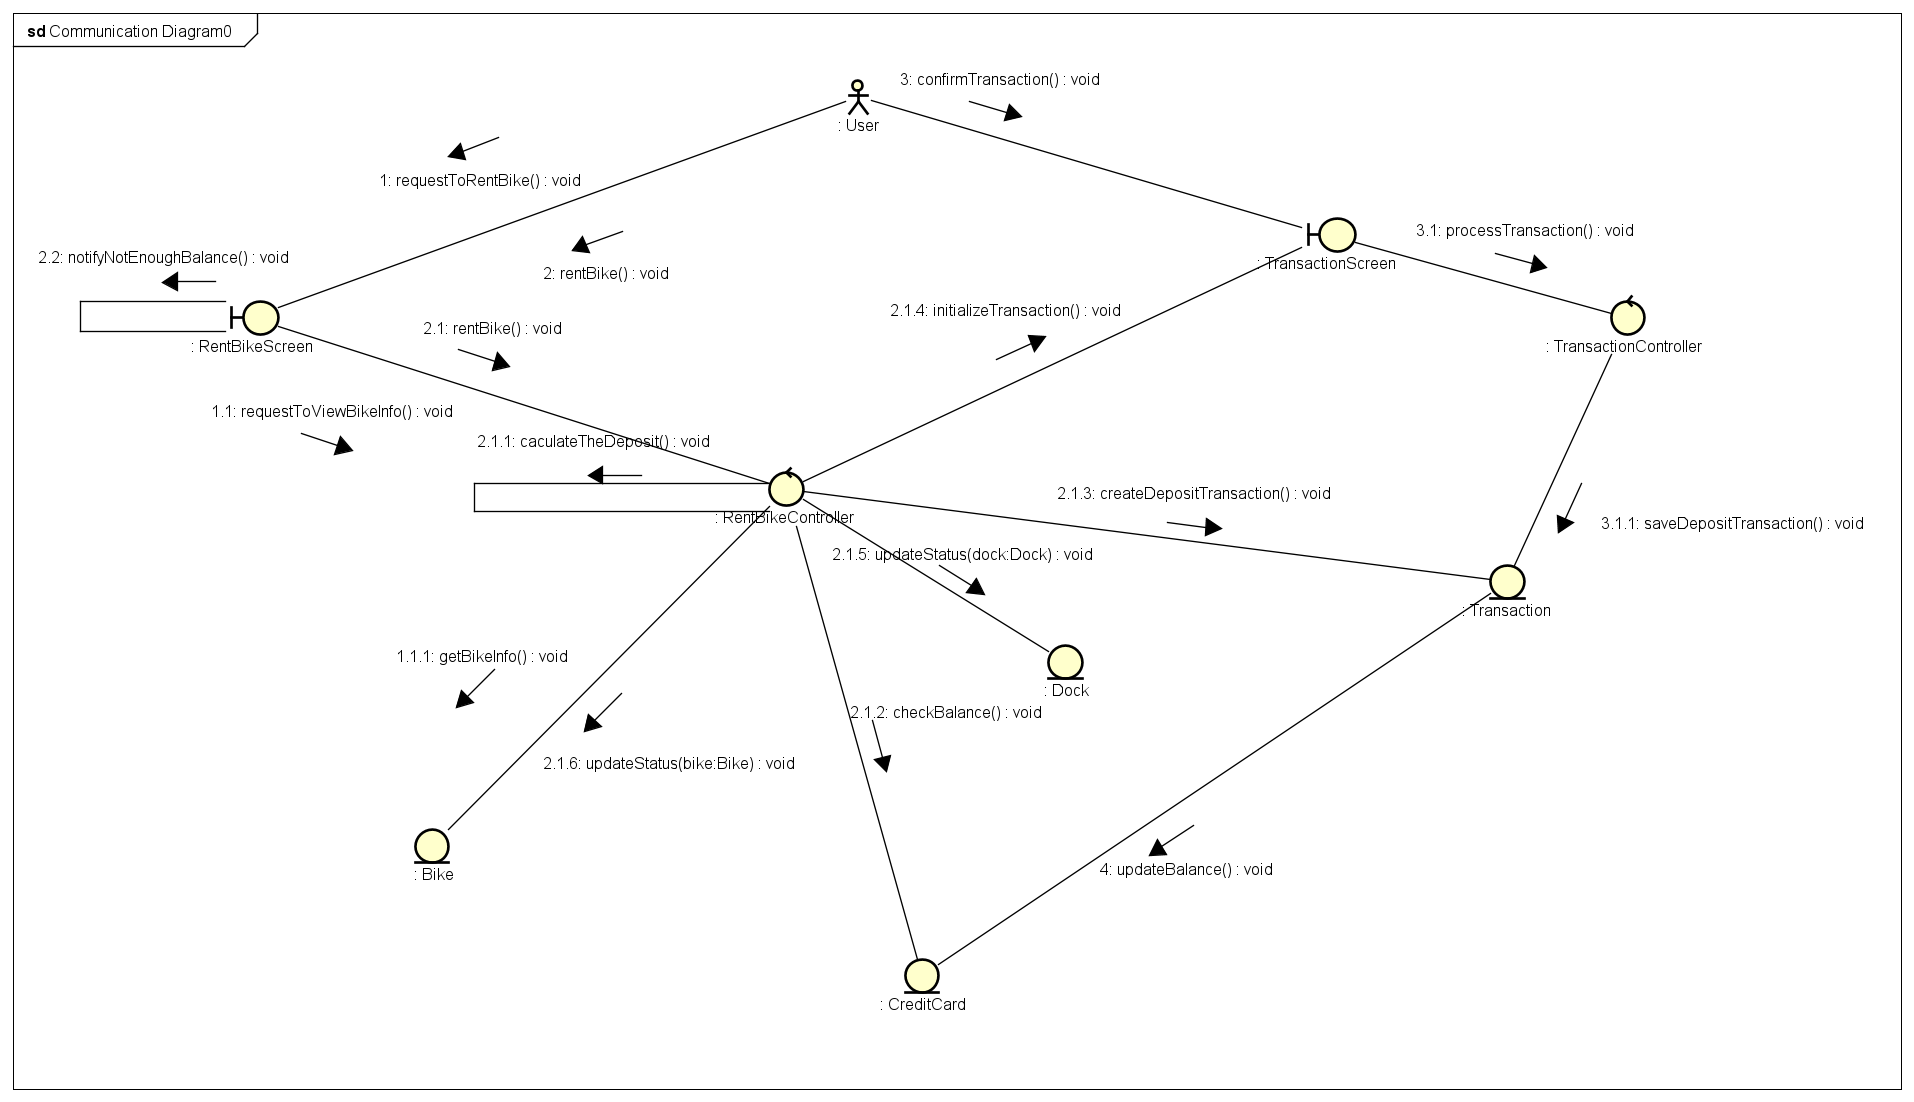 sd Communication Diagram0
3: confirmTransaction() : void
: User
1: requestToRentBike() : void
3.1: processTransaction() : void
2.2: notifyNotEnoughBalance() : void
: TransactionScreen
2: rentBike() : void
2.1.4: initializeTransaction() : void
2.1: rentBike() : void
: RentBikeScreen
: TransactionController
1.1: requestToViewBikeInfo() : void
2.1.1: caculateTheDeposit() : void
2.1.3: createDepositTransaction() : void
: RentBikeController
3.1.1: saveDepositTransaction() : void
2.1.5: updateStatus(dock:Dock) : void
: Transaction
1.1.1: getBikeInfo() : void
: Dock
2.1.2: checkBalance() : void
2.1.6: updateStatus(bike:Bike) : void
4: updateBalance() : void
: Bike
: CreditCard